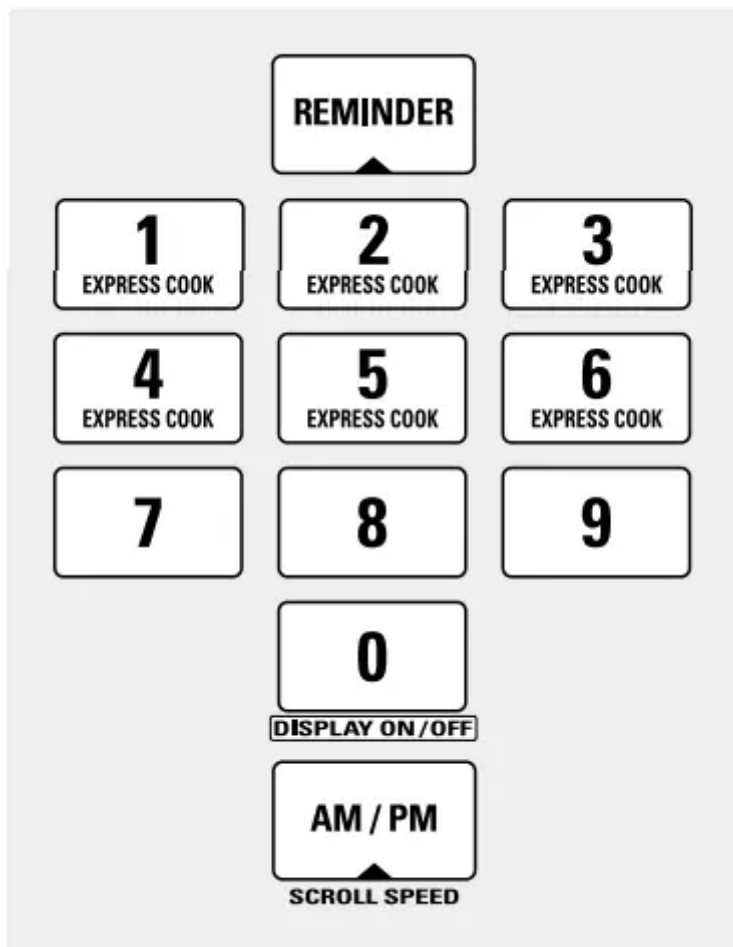 REMINDER
1 2 3
EXPRESS COOK EXPRESS COOK EXPRESS COOK
4 5 6
EXPRESS COOK EXPRESS COOK EXPRESS COOK
7 8 9
0
DISPLAY ON/OFF
AM / PM
SCROLL SPEED